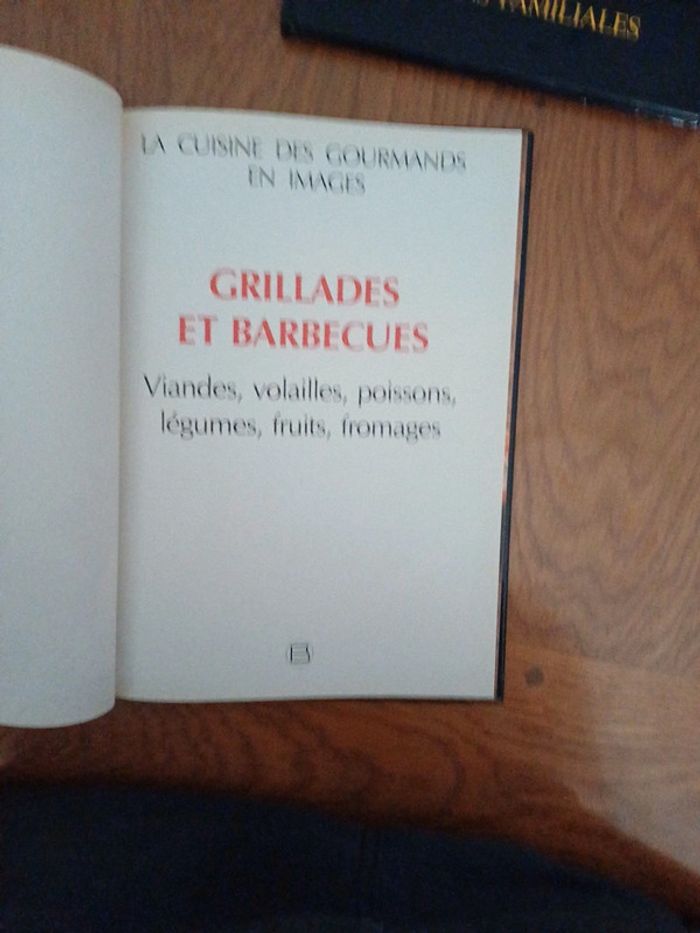 FAMILIALES
LA CUISINE DES GOURMANDS
EN IMAGES
GRILLADES
ET BARBECUES
Viandes, volailles, poissons,
légumes, fruits, fromages